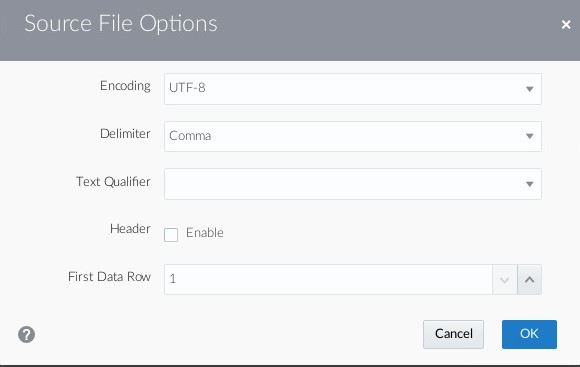 Source File Options
×
Encoding UTF-8
Delimiter Comma
Text Qualifier
Header Enable
First Data Row 1
? Cancel OK